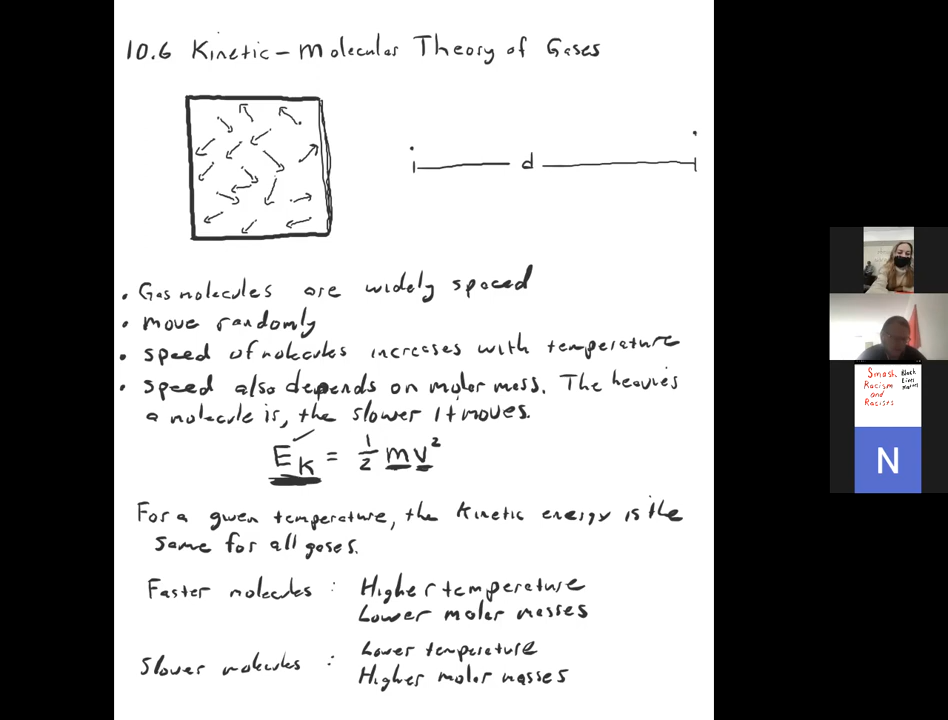 10.6 Kinetic-Molecular Theory of Gases
d
• Gas molecules are widely spaced
• move randomly
• speed of molecules increases with temperature
• speed also depends on molar mass. The heavier
a molecule is, the slower it moves.
E_K = 1/2 mv²
For a given temperature, the kinetic energy is the
same for all gases.
Faster molecules : Higher temperature
Lower molar masses
Slower molecules : Lower temperature
Higher molar masses
Smash Racism and Racists
Black Lives Matter
N